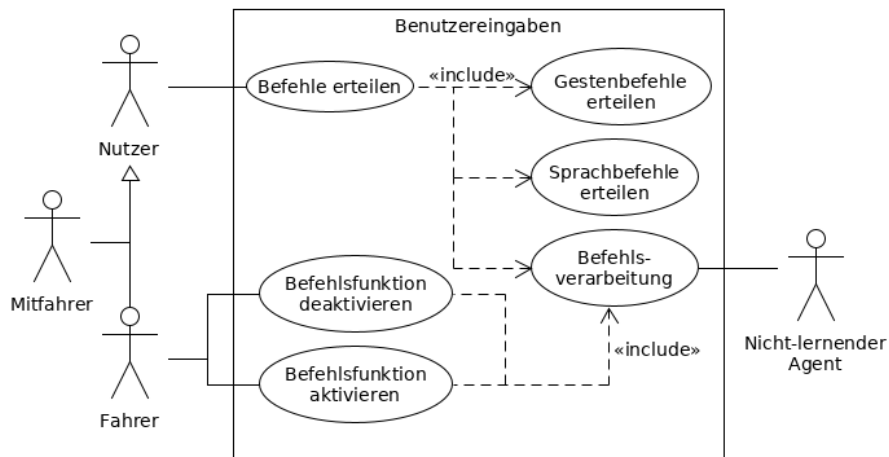 Benutzereingaben
Nutzer
Befehle erteilen
«include»
Gestenbefehle
erteilen
Sprachbefehle
erteilen
Mitfahrer
Befehls-
verarbeitung
Nicht-lernender
Agent
Befehlsfunktion
deaktivieren
«include»
Befehlsfunktion
aktivieren
Fahrer